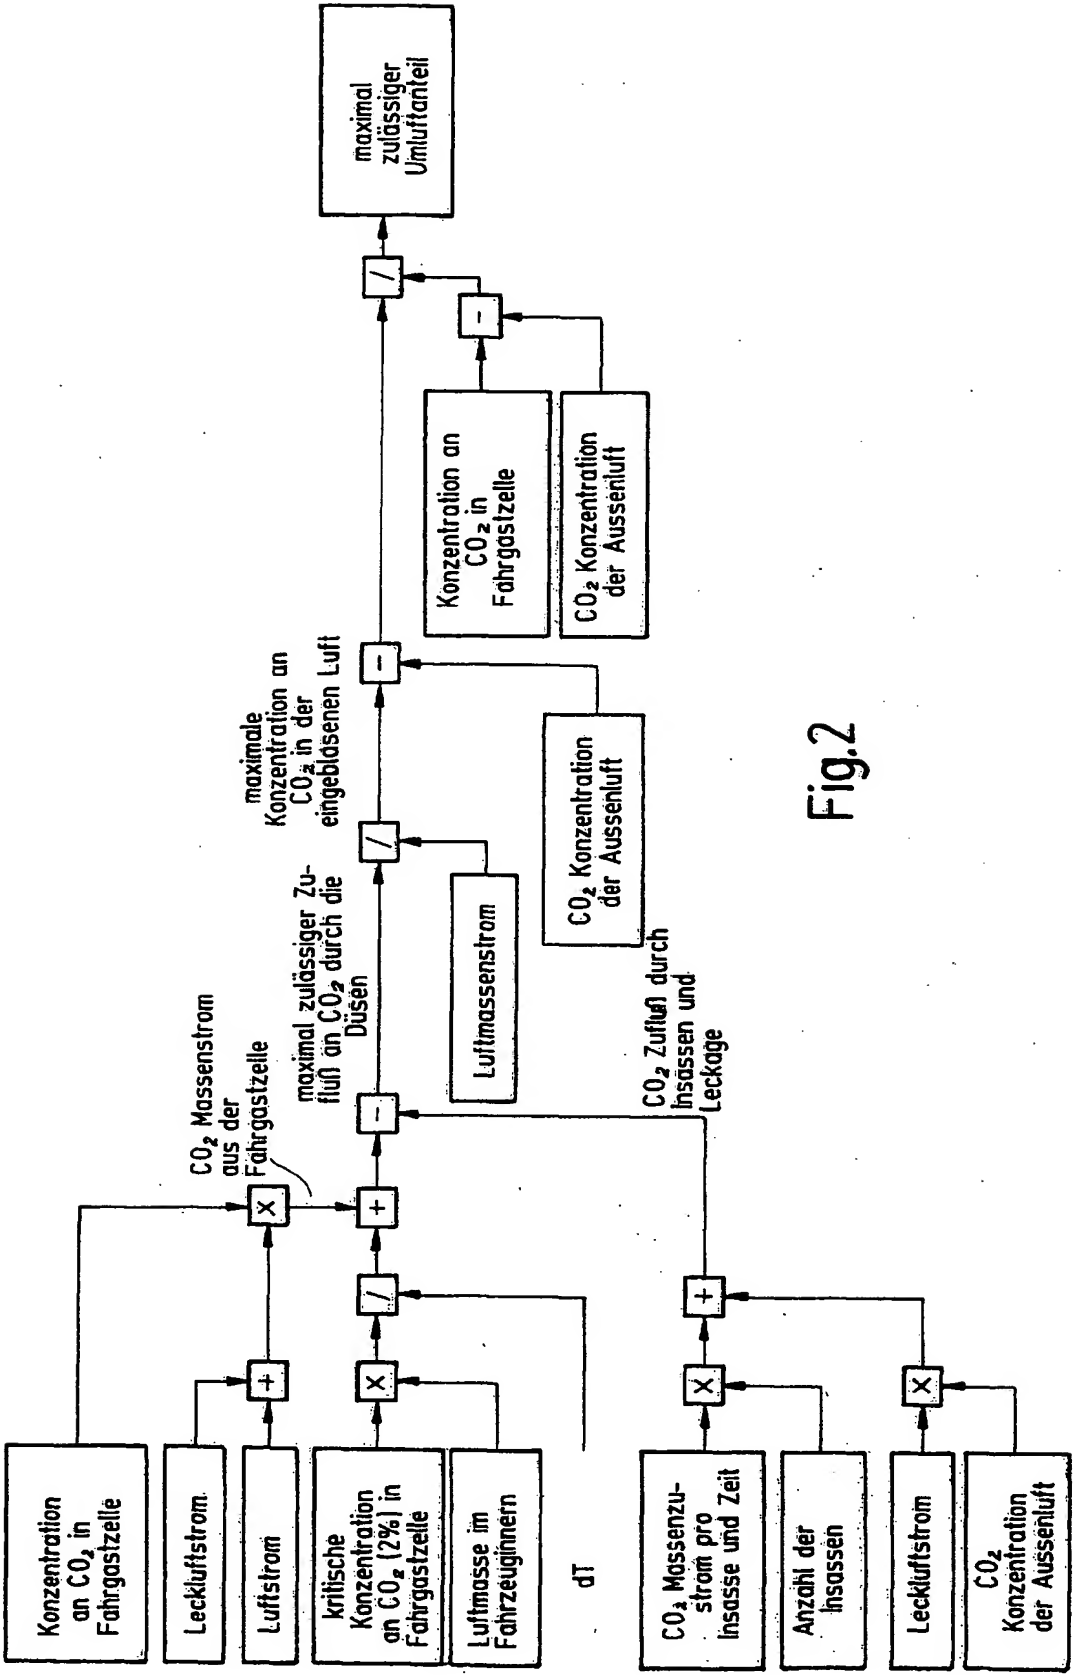 Konzentration
an CO₂ in
Fahrgastzelle
Leckluftstrom
Luftstrom
kritische
Konzentration
an CO₂ (2%) in
Fahrgastzelle
Luftmasse im
Fahrzeuginnern
dT
CO₂ Massenzu-
strom pro
Insasse und Zeit
Anzahl der
Insassen
Leckluftstrom
CO₂
Konzentration
der Aussenluft
+
x
x
/
+
CO₂ Massenstrom
aus der
Fahrgastzelle
x
+
x
-
CO₂ Zufluß durch
Insassen und
Leckage
maximal zulässiger Zu-
fluß an CO₂ durch die
Düsen
Luftmassenstrom
/
maximale
Konzentration an
CO₂ in der
eingeblasenen Luft
CO₂ Konzentration
der Aussenluft
-
Konzentration an
CO₂ in
Fahrgastzelle
CO₂ Konzentration
der Aussenluft
-
/
maximal
zulässiger
Umluftanteil
Fig.2